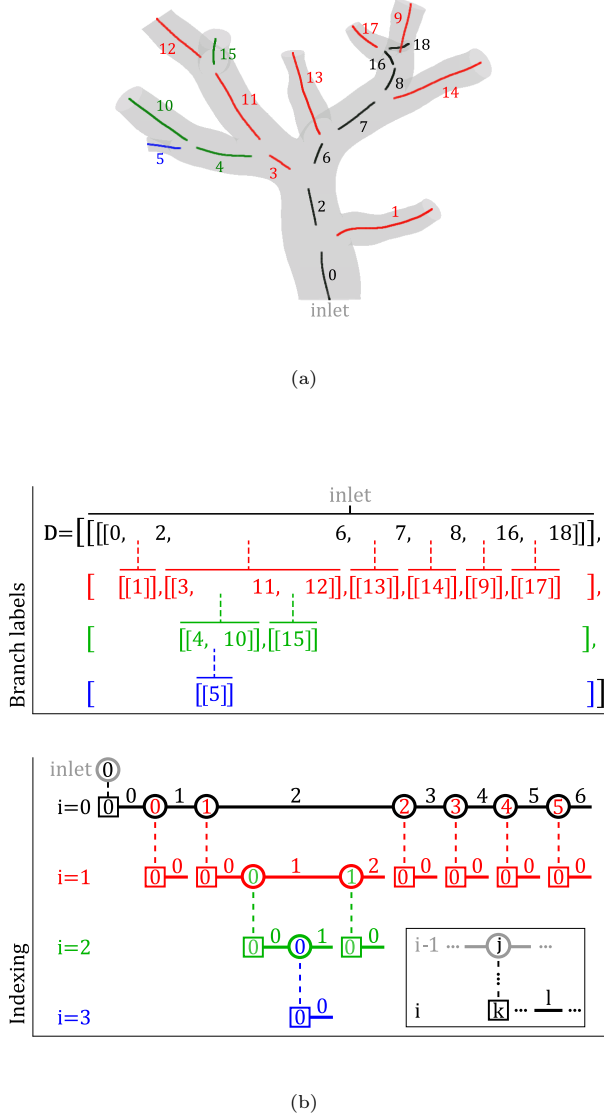 17 9
12 15 18
16
13 8
10 11 14
7
5 4 6
3
2 1
0
inlet
(a)
inlet
D=[[[[0, 2, 6, 7, 8, 16, 18]]],
[ [[1]],[[3, 11, 12]],[[13]],[[14]],[[9]],[[17]] ],
[ [[4, 10]],[[15]] ],
[ [[5]] ]]
Branch labels
inlet 0
i=0 0 0 0 1 1 2 2 3 3 4 4 5 5 6
i=1 0 0 0 0 0 1 1 2 0 0 0 0 0 0 0 0
i=2 0 0 0 1 0 0
i=3 0 0
Indexing
i-1 ... j ...
...
i k ... l ...
(b)